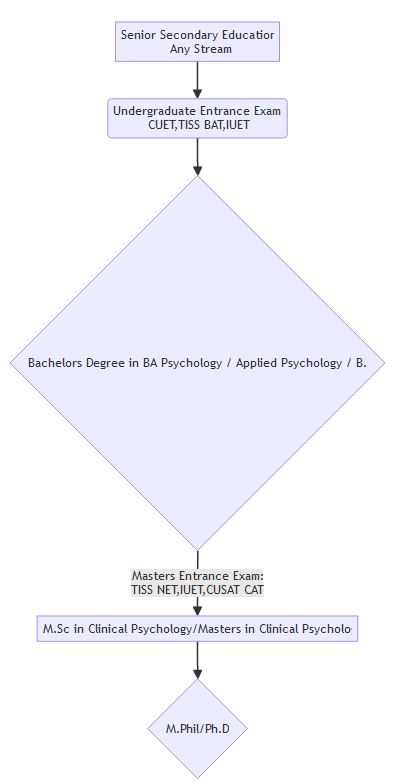 Senior Secondary Education
Any Stream
Undergraduate Entrance Exam
CUET,TISS BAT,IUET
Bachelors Degree in BA Psychology / Applied Psychology / B.
Masters Entrance Exam:
TISS NET,IUET,CUSAT CAT
M.Sc in Clinical Psychology/Masters in Clinical Psycholo
M.Phil/Ph.D